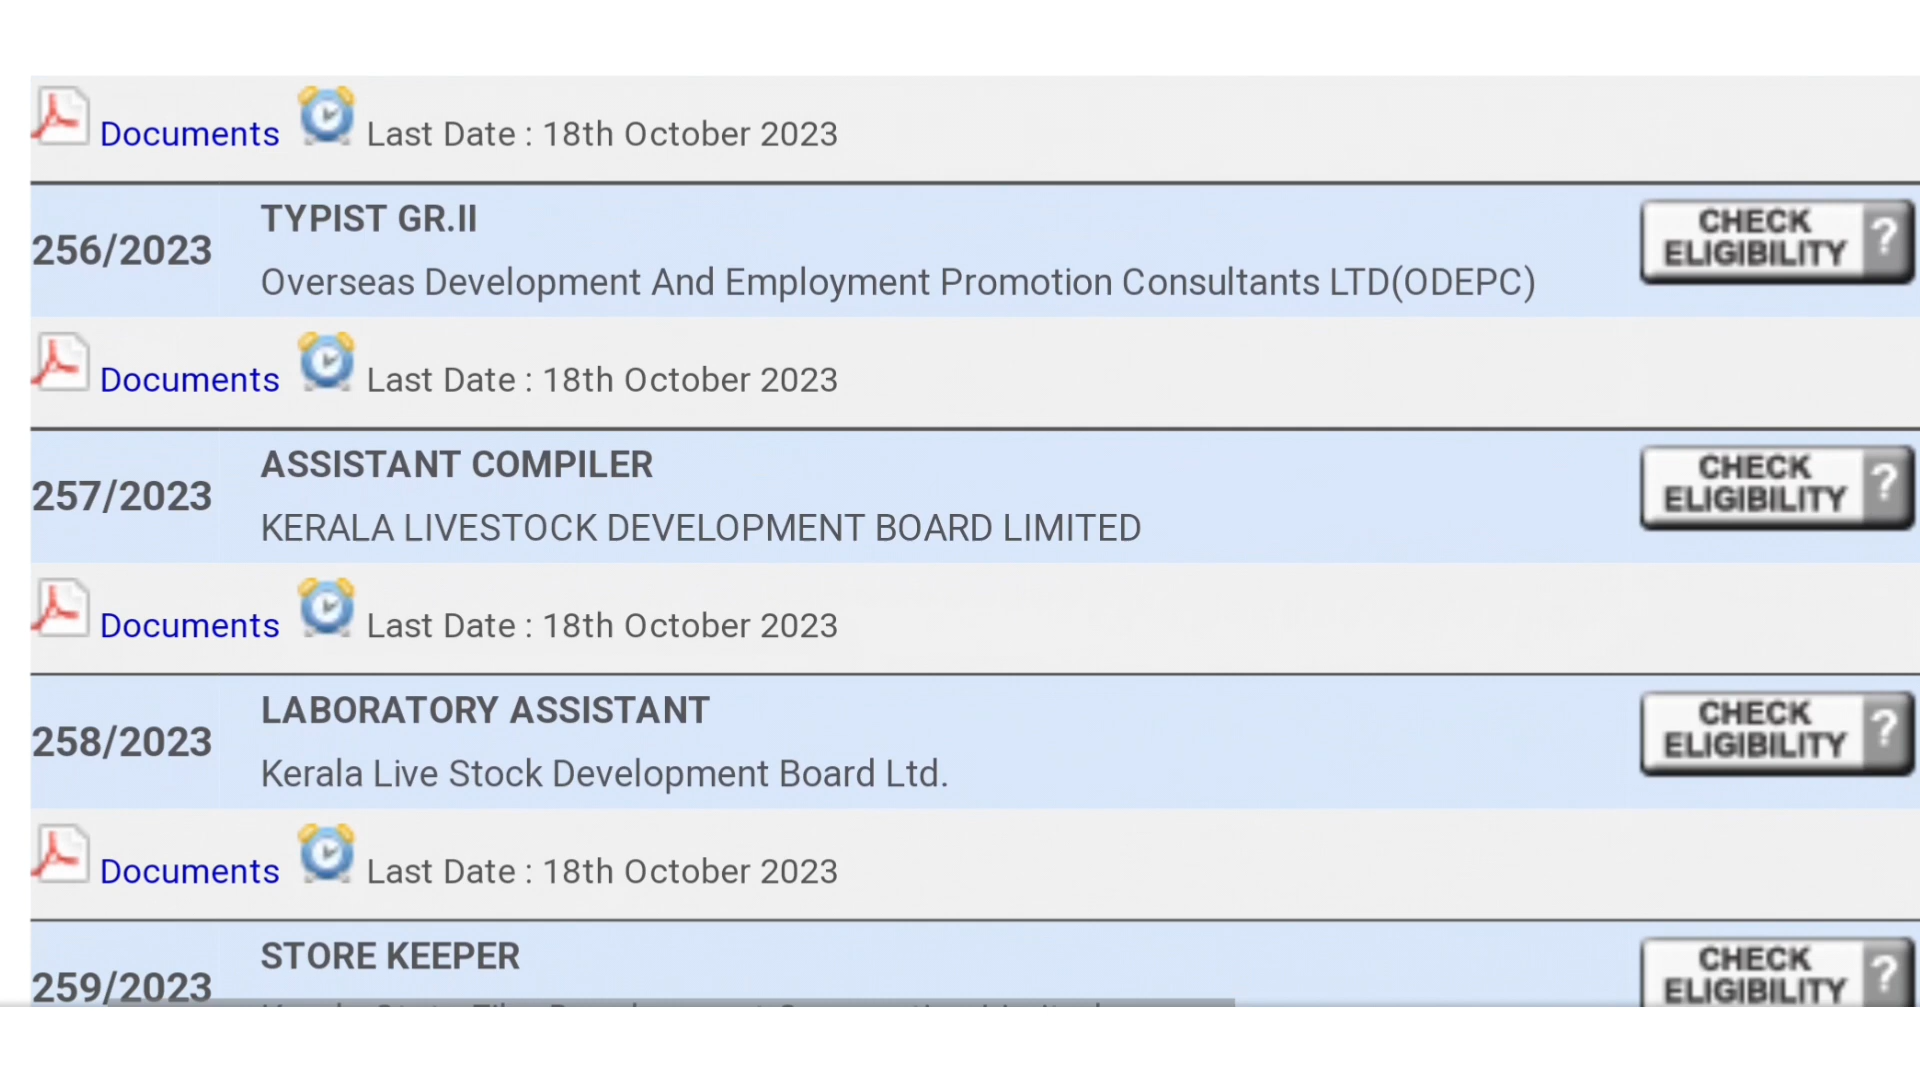 Documents Last Date : 18th October 2023
256/2023
TYPIST GR.II
Overseas Development And Employment Promotion Consultants LTD(ODEPC)
CHECK
ELIGIBILITY ?
Documents Last Date : 18th October 2023
257/2023
ASSISTANT COMPILER
KERALA LIVESTOCK DEVELOPMENT BOARD LIMITED
CHECK
ELIGIBILITY ?
Documents Last Date : 18th October 2023
258/2023
LABORATORY ASSISTANT
Kerala Live Stock Development Board Ltd.
CHECK
ELIGIBILITY ?
Documents Last Date : 18th October 2023
259/2023
STORE KEEPER
CHECK
ELIGIBILITY ?